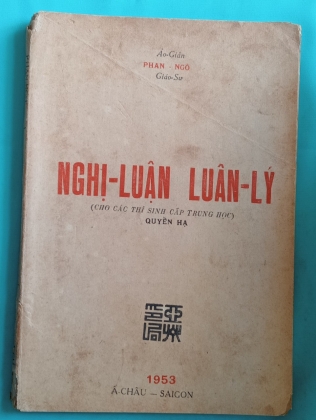 Ao-Giản
PHAN - NGÔ
Giáo-Sư
NGHỊ-LUẬN LUÂN-LÝ
(CHO CÁC THÍ SINH CẤP TRUNG HỌC)
QUYỂN HẠ
1953
Á-CHÂU — SAIGON